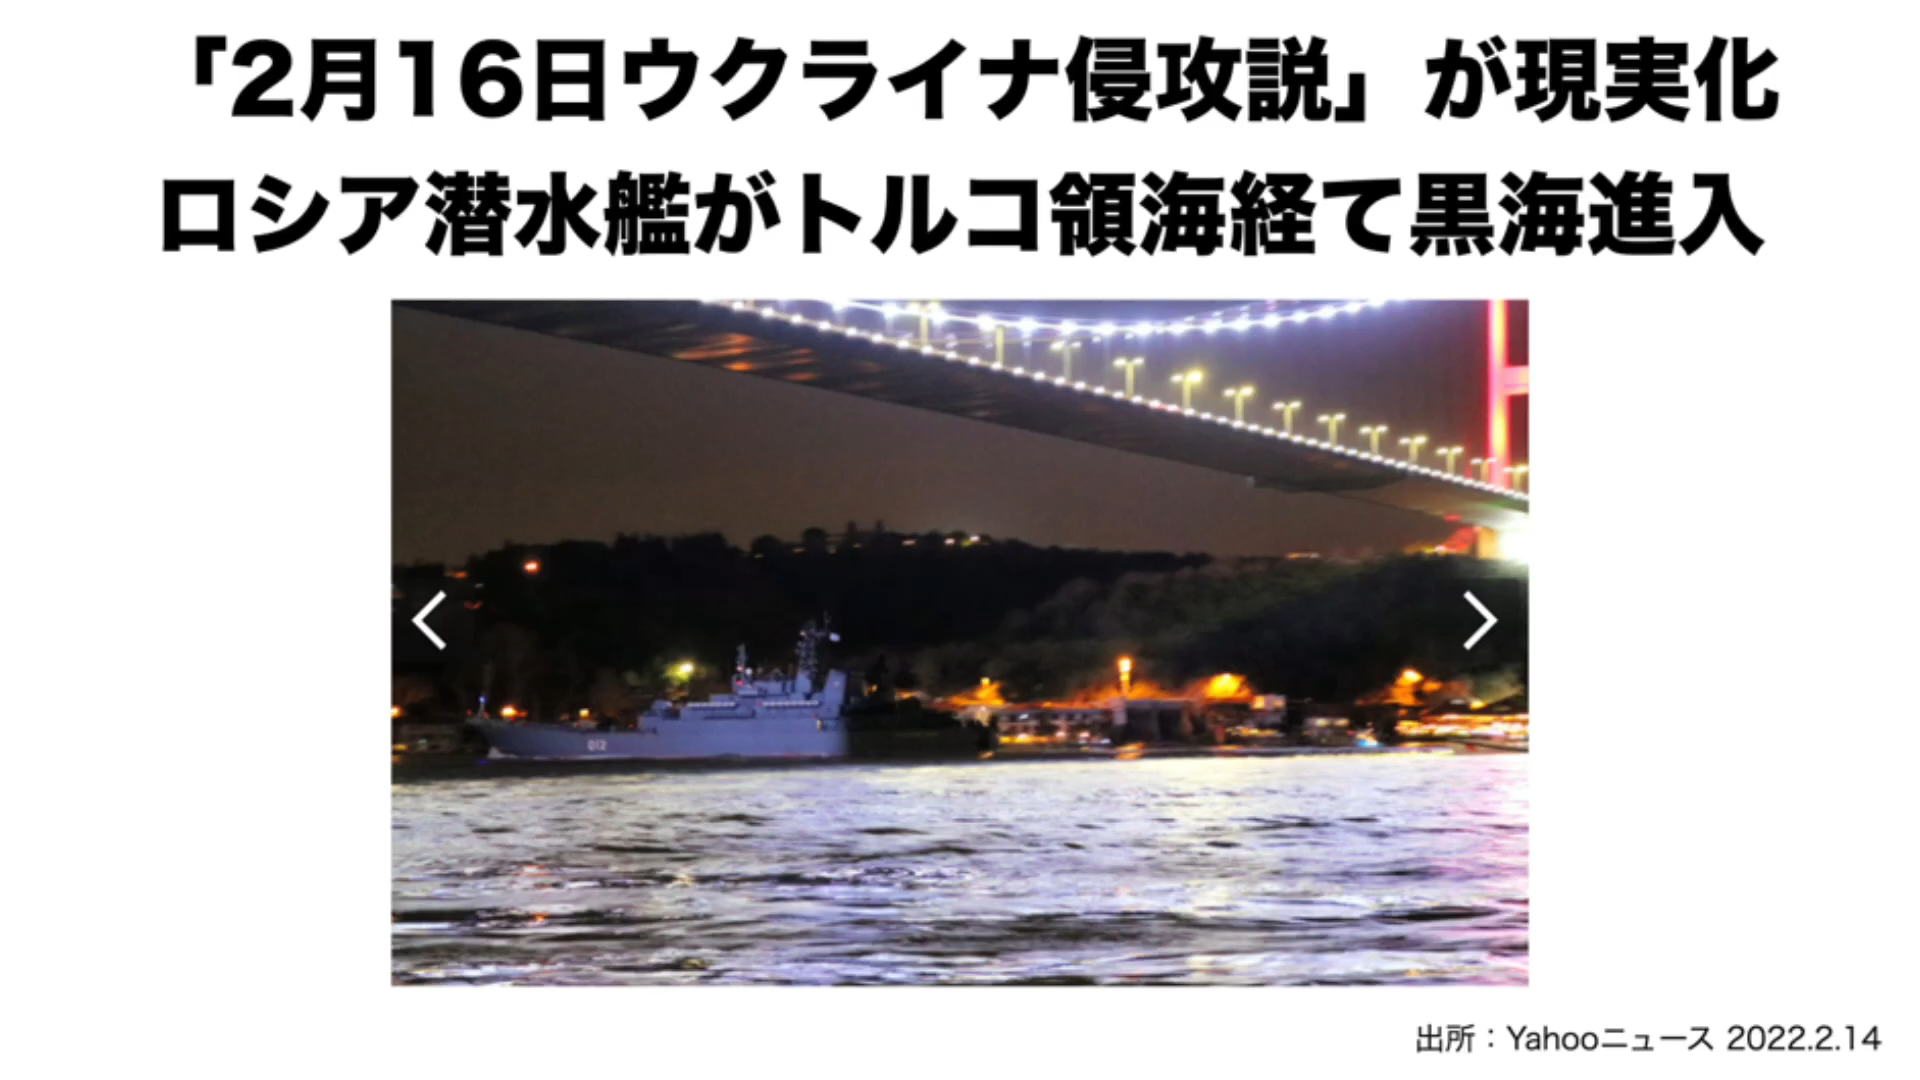 「2月16日ウクライナ侵攻説」が現実化
ロシア潜水艦がトルコ領海経て黒海進入
012
出所：Yahooニュース 2022.2.14